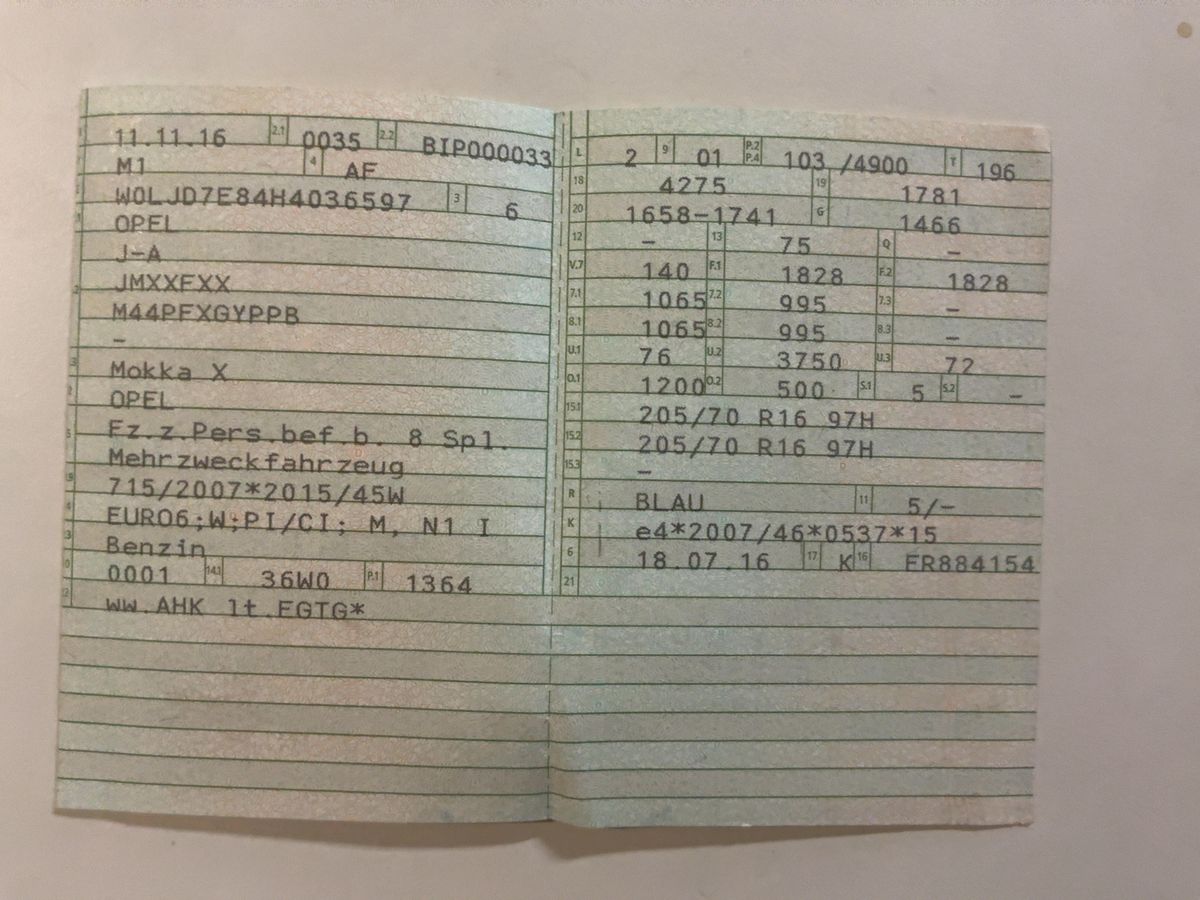 11.11.16 2.1 0035 2.2 BIP000033
M1 4 AF
W0LJD7E84H4036597 3 6
OPEL
J-A
JMXXFXX
M44PFXGYPPB
-
Mokka X
OPEL
Fz.z.Pers.bef.b. 8 Spl.
Mehrzweckfahrzeug
715/2007*2015/45W
EURO6;W;PI/CI; M, N1 I
Benzin
0001 14.1 36W0 P.1 1364
ww.AHK lt.EGTG*
L 2 9 01 P.2 P.4 103 /4900 T 196
18 4275 19 1781
20 1658-1741 G 1466
12 - 13 75 Q -
V.7 140 F.1 1828 F.2 1828
7.1 1065 7.2 995 7.3 -
8.1 1065 8.2 995 8.3 -
U.1 76 U.2 3750 U.3 72
O.1 1200 O.2 500 S.1 5 S.2 -
15.1 205/70 R16 97H
15.2 205/70 R16 97H
15.3 -
R BLAU 11 5/-
K e4*2007/46*0537*15
6 18.07.16 17 K 16 ER884154
21